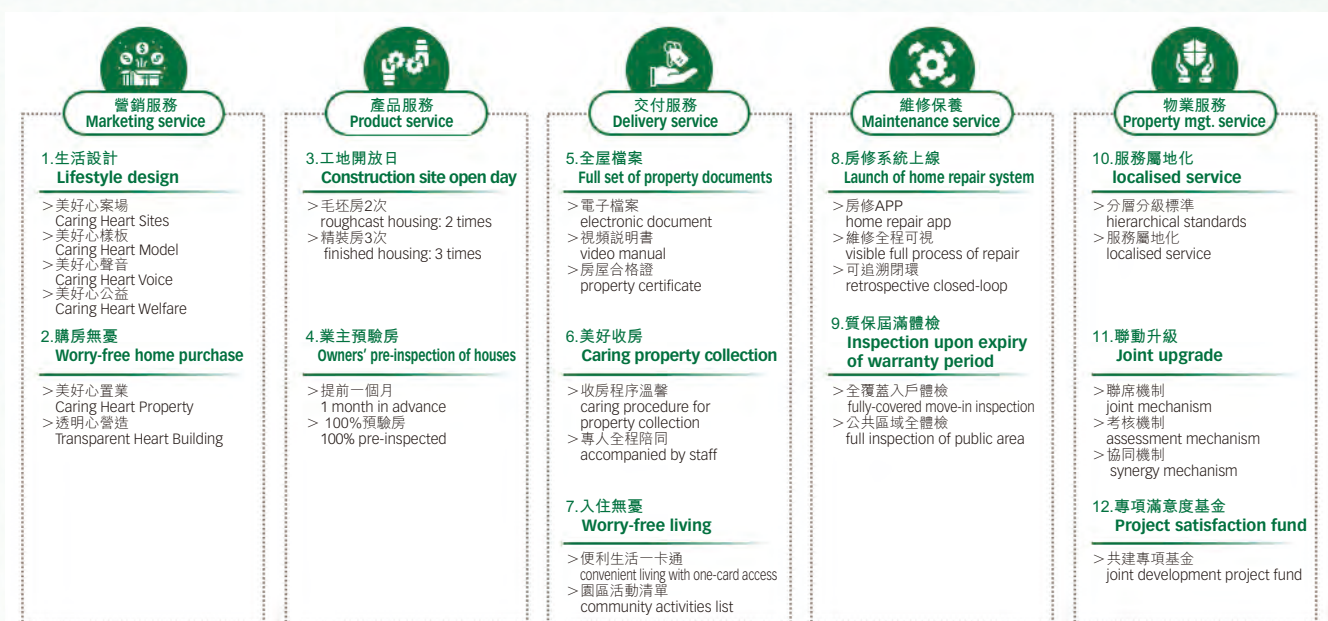 營銷服務
Marketing service
1.生活設計
Lifestyle design
>美好心案場
Caring Heart Sites
>美好心樣板
Caring Heart Model
>美好心聲音
Caring Heart Voice
>美好心公益
Caring Heart Welfare
2.購房無憂
Worry-free home purchase
>美好心置業
Caring Heart Property
>透明心營造
Transparent Heart Building
產品服務
Product service
3.工地開放日
Construction site open day
>毛坯房2次
roughcast housing: 2 times
>精裝房3次
finished housing: 3 times
4.業主預驗房
Owners' pre-inspection of houses
>提前一個月
1 month in advance
> 100%預驗房
100% pre-inspected
交付服務
Delivery service
5.全屋檔案
Full set of property documents
>電子檔案
electronic document
>視頻說明書
video manual
>房屋合格證
property certificate
6.美好收房
Caring property collection
>收房程序溫馨
caring procedure for
property collection
>專人全程陪同
accompanied by staff
7.入住無憂
Worry-free living
>便利生活一卡通
convenient living with one-card access
>園區活動清單
community activities list
維修保養
Maintenance service
8.房修系統上線
Launch of home repair system
>房修APP
home repair app
>維修全程可視
visible full process of repair
>可追溯閉環
retrospective closed-loop
9.質保屆滿體檢
Inspection upon expiry
of warranty period
>全覆蓋入戶體檢
fully-covered move-in inspection
>公共區域全體檢
full inspection of public area
物業服務
Property mgt. service
10.服務屬地化
localised service
>分層分級標準
hierarchical standards
>服務屬地化
localised service
11.聯動升級
Joint upgrade
>聯席機制
joint mechanism
>考核機制
assessment mechanism
>協同機制
synergy mechanism
12.專項滿意度基金
Project satisfaction fund
>共建專項基金
joint development project fund